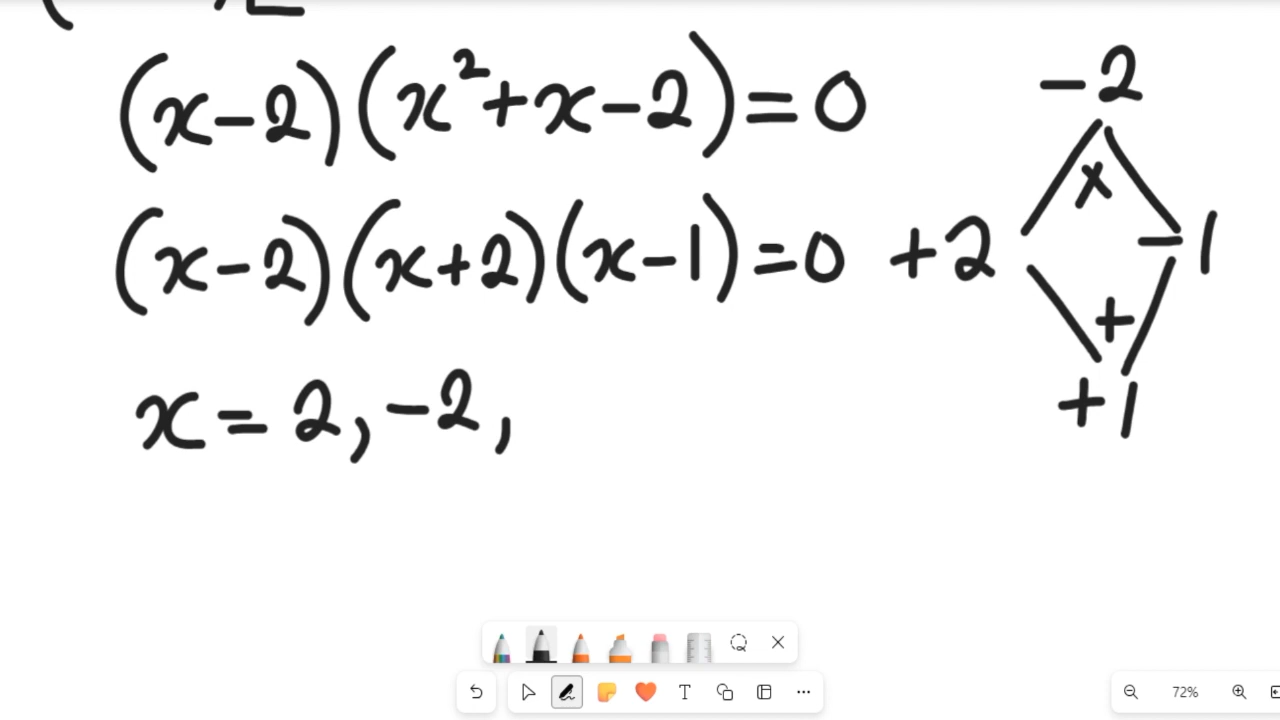 (x-2)(x²+x-2)=0
-2
×
(x-2)(x+2)(x-1)=0
+2
-1
+
+1
x=2,-2,
T
72%